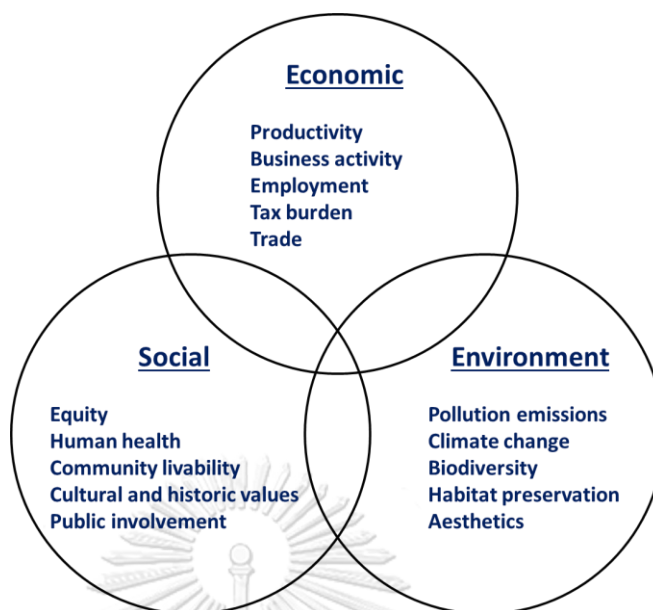 Economic
Productivity
Business activity
Employment
Tax burden
Trade
Social
Equity
Human health
Community livability
Cultural and historic values
Public involvement
Environment
Pollution emissions
Climate change
Biodiversity
Habitat preservation
Aesthetics